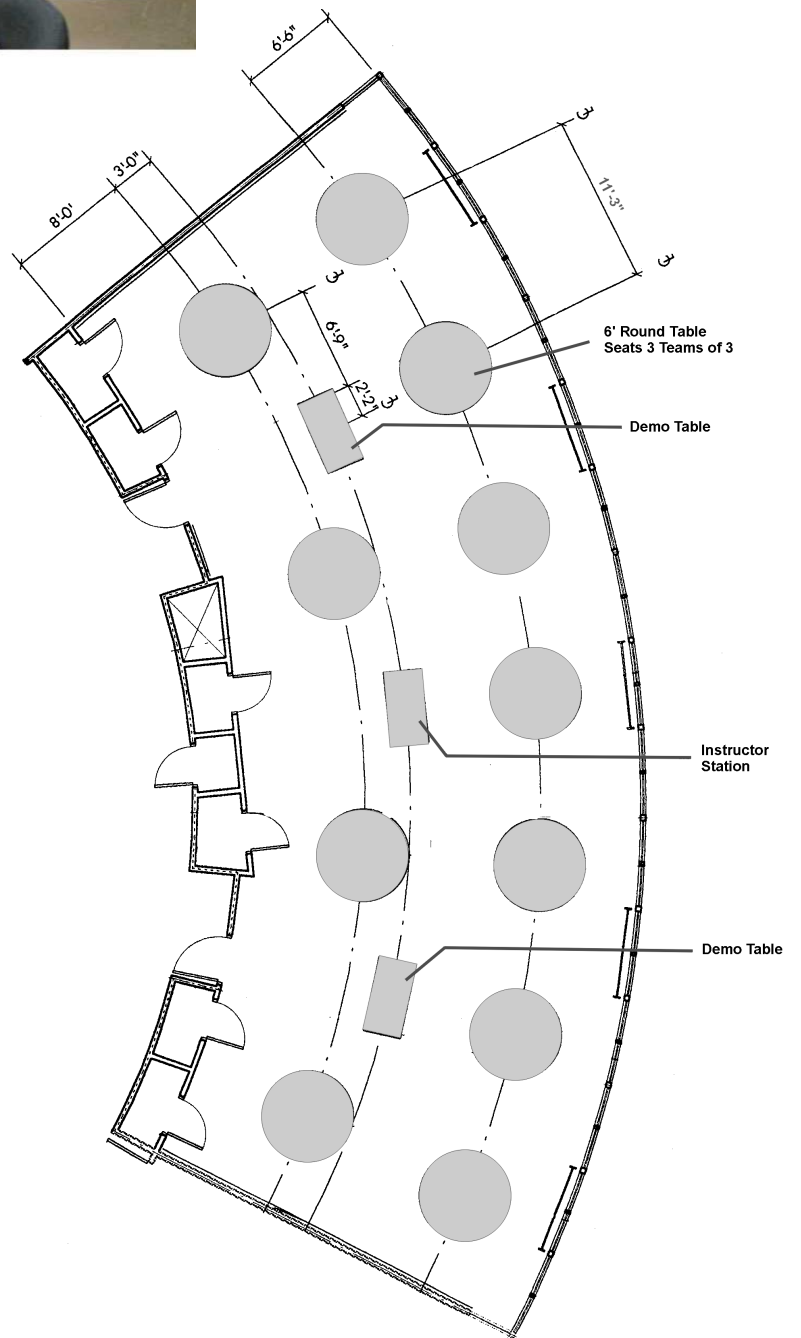 6'-6"
3'-0"
8'-0'
11'-3"
6'9"
2'-2"
6' Round Table
Seats 3 Teams of 3
Demo Table
Instructor
Station
Demo Table